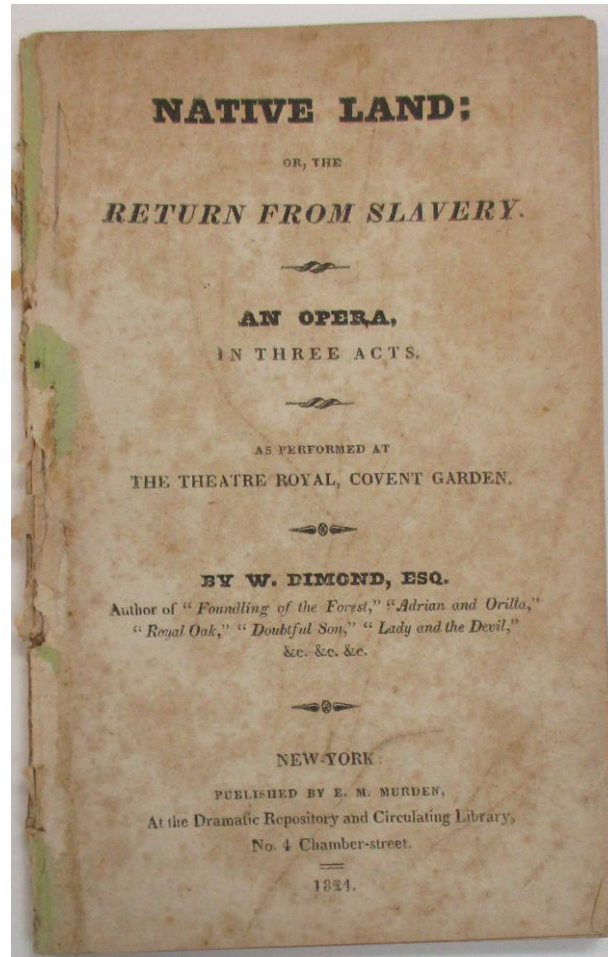 NATIVE LAND;
OR, THE
RETURN FROM SLAVERY.
AN OPERA,
IN THREE ACTS.
AS PERFORMED AT
THE THEATRE ROYAL, COVENT GARDEN.
BY W. DIMOND, ESQ.
Author of “ Foundling of the Forest,” “Adrian and Orilla,”
“ Royal Oak,” “ Doubtful Son,” “ Lady and the Devil,”
&c. &c. &c.
NEW-YORK:
PUBLISHED BY E. M. MURDEN,
At the Dramatic Repository and Circulating Library,
No. 4 Chamber-street.
1824.